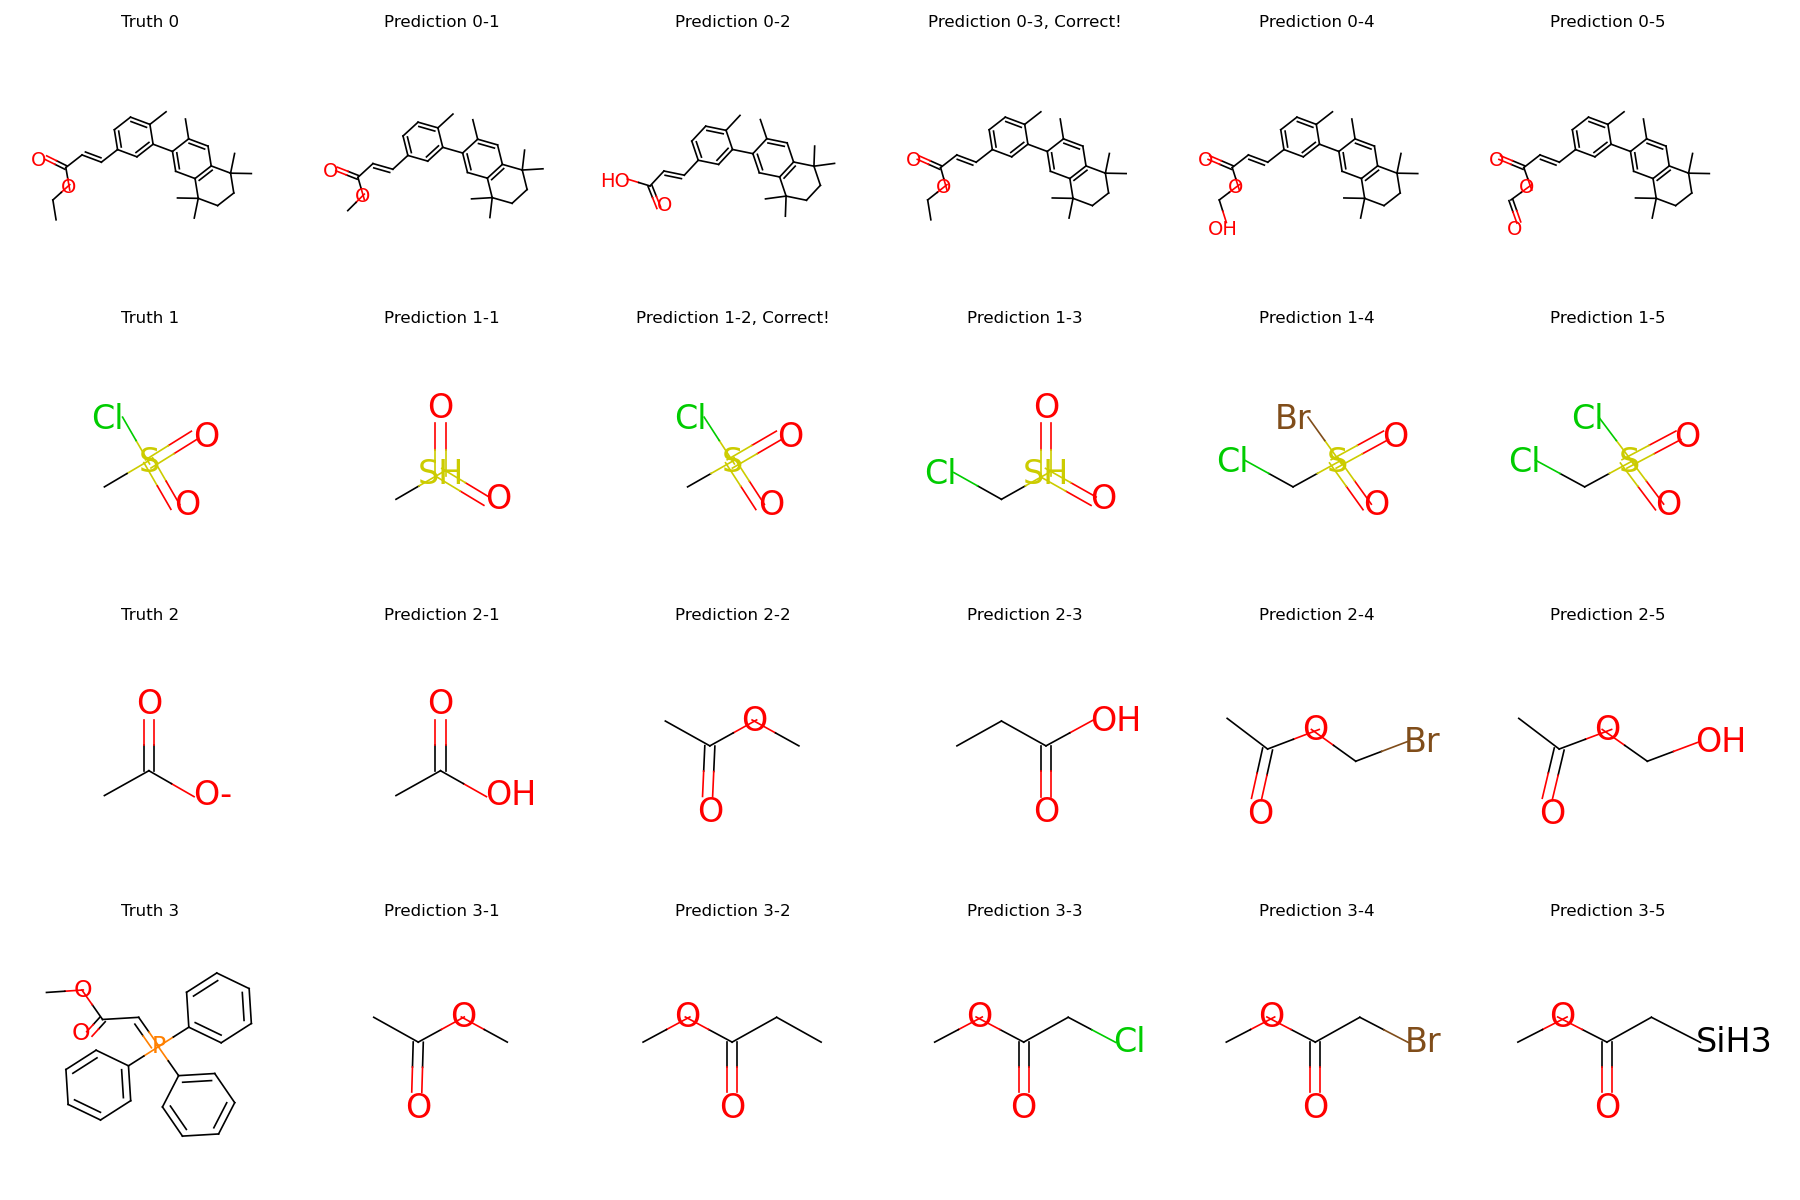 Truth 0
Prediction 0-1
Prediction 0-2
Prediction 0-3, Correct!
Prediction 0-4
Prediction 0-5
O
O
O
O
HO
O
O
O
O
O
OH
O
O
O
Truth 1
Prediction 1-1
Prediction 1-2, Correct!
Prediction 1-3
Prediction 1-4
Prediction 1-5
Cl
S
O
O
O
SH
O
Cl
S
O
O
O
Cl
SH
O
Br
Cl
S
O
O
Cl
Cl
S
O
O
Truth 2
Prediction 2-1
Prediction 2-2
Prediction 2-3
Prediction 2-4
Prediction 2-5
O
O-
O
OH
O
O
OH
O
O
Br
O
O
OH
O
Truth 3
Prediction 3-1
Prediction 3-2
Prediction 3-3
Prediction 3-4
Prediction 3-5
O
O
P
O
O
O
O
O
Cl
O
O
Br
O
O
SiH3
O